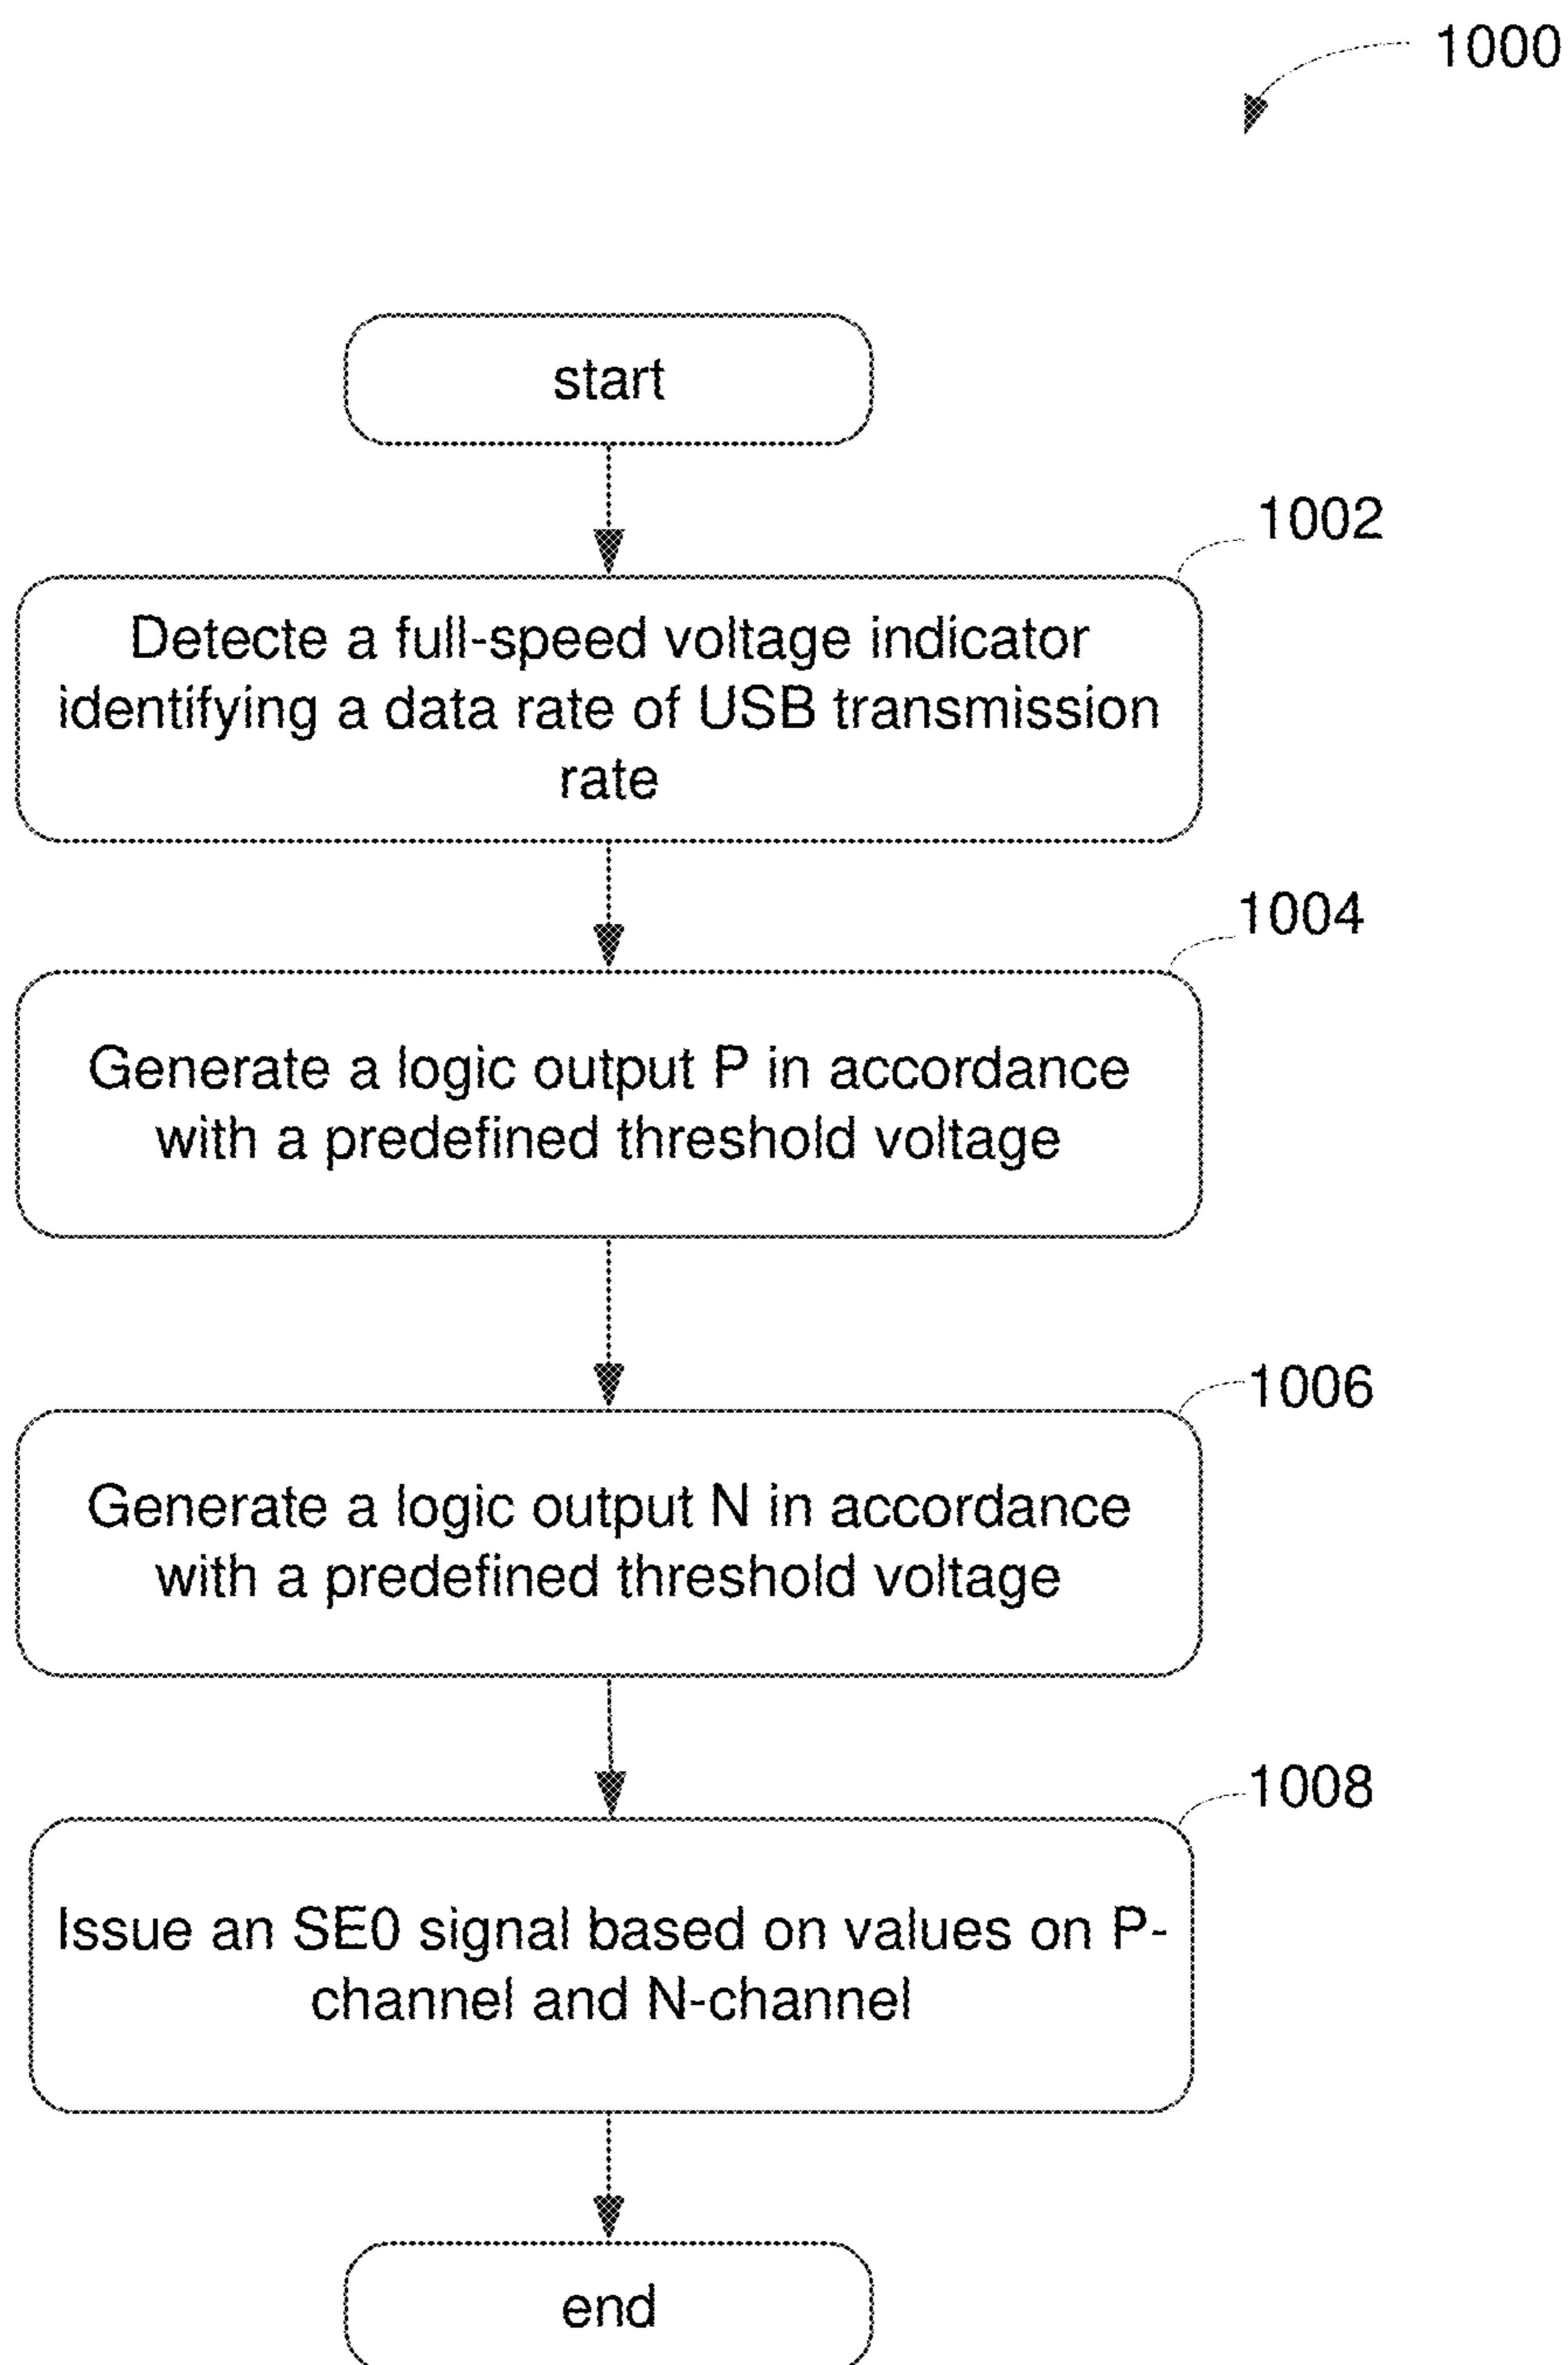 1000
start
1002
Detecte a full-speed voltage indicator
identifying a data rate of USB transmission
rate
1004
Generate a logic output P in accordance
with a predefined threshold voltage
1006
Generate a logic output N in accordance
with a predefined threshold voltage
1008
Issue an SE0 signal based on values on P-
channel and N-channel
end